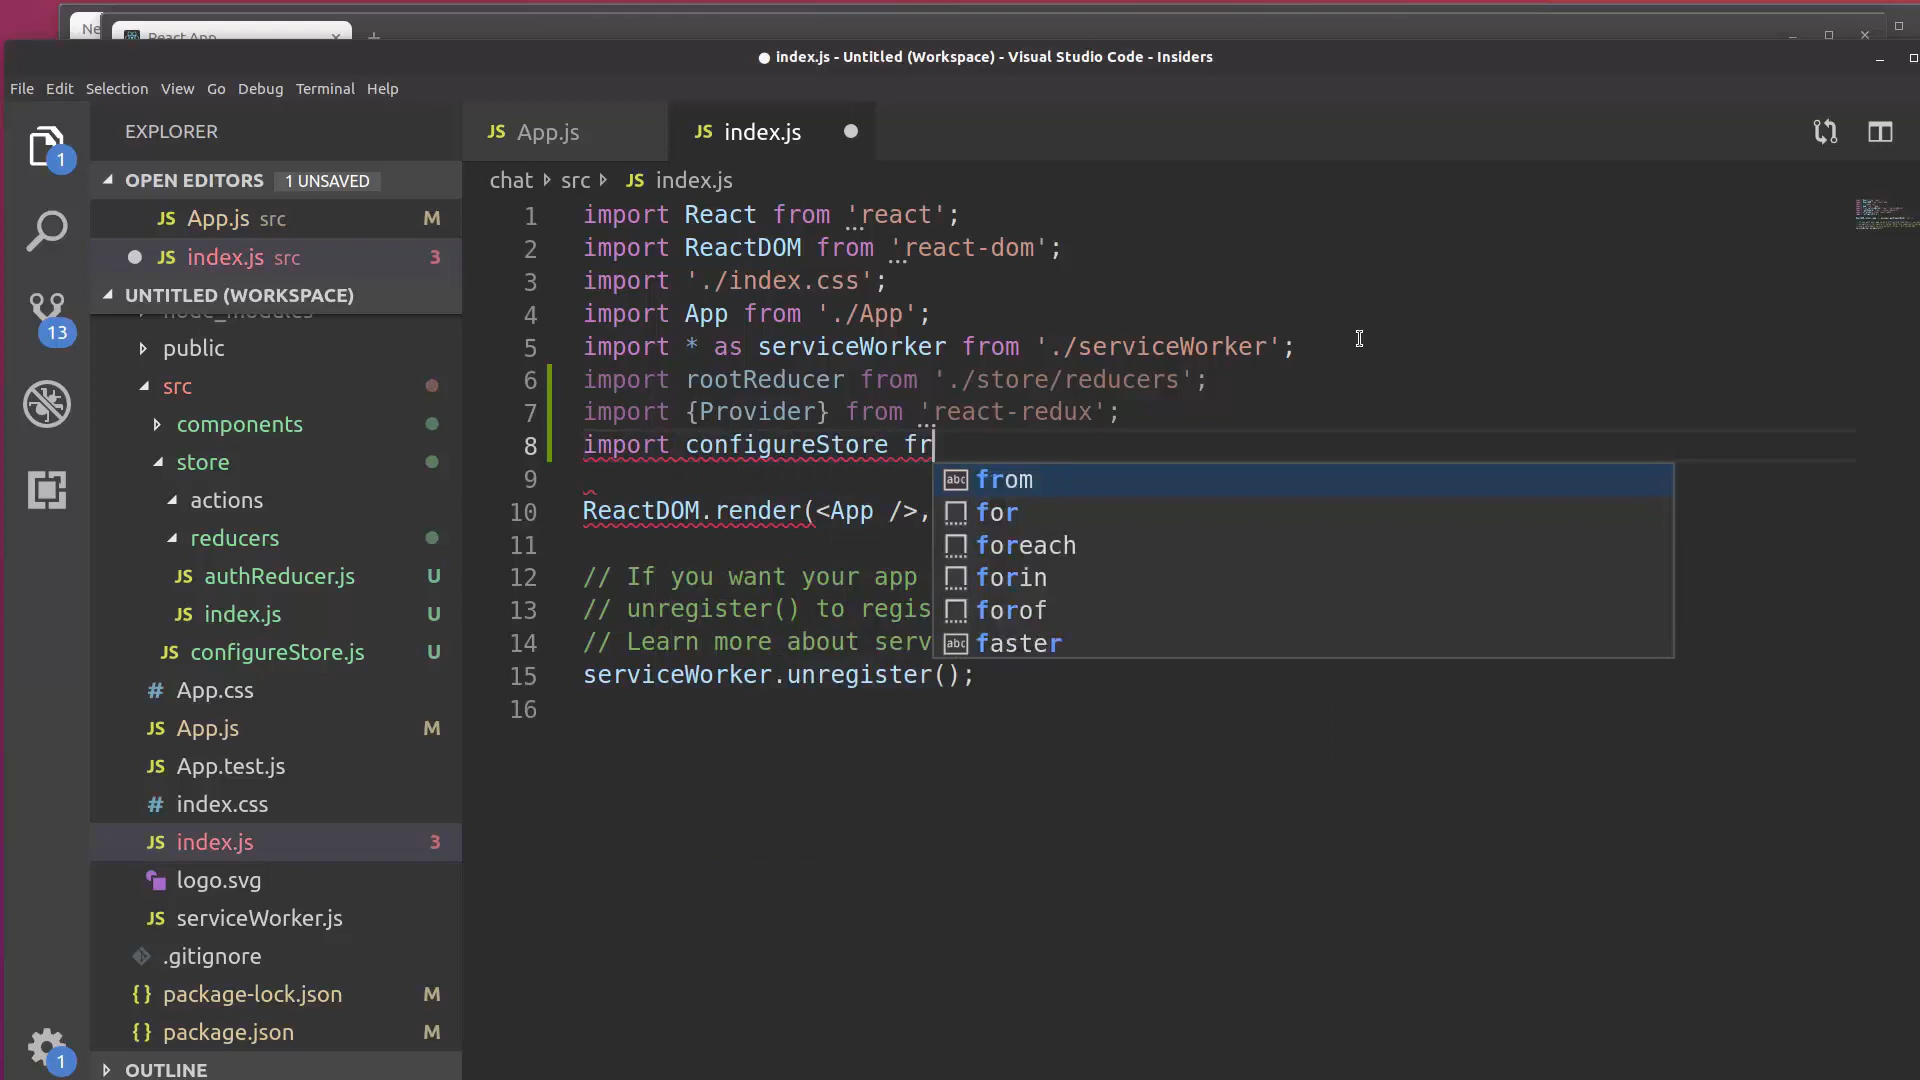 Ne
React App
index.js - Untitled (Workspace) - Visual Studio Code - Insiders
File Edit Selection View Go Debug Terminal Help
EXPLORER
OPEN EDITORS 1 UNSAVED
App.js src M
index.js src 3
UNTITLED (WORKSPACE)
node_modules
public
src
components
store
actions
reducers
JS authReducer.js U
JS index.js U
JS configureStore.js U
# App.css
JS App.js M
JS App.test.js
# index.css
JS index.js 3
logo.svg
JS serviceWorker.js
.gitignore
{} package-lock.json M
{} package.json M
OUTLINE
1
13
1
JS App.js
JS index.js
chat src JS index.js
1 import React from 'react';
2 import ReactDOM from 'react-dom';
3 import './index.css';
4 import App from './App';
5 import * as serviceWorker from './serviceWorker';
6 import rootReducer from './store/reducers';
7 import {Provider} from 'react-redux';
8 import configureStore fr
9
10 ReactDOM.render(<App />,
11
12 // If you want your app
13 // unregister() to regis
14 // Learn more about serv
15 serviceWorker.unregister();
16
abc from
for
foreach
forin
forof
abc faster